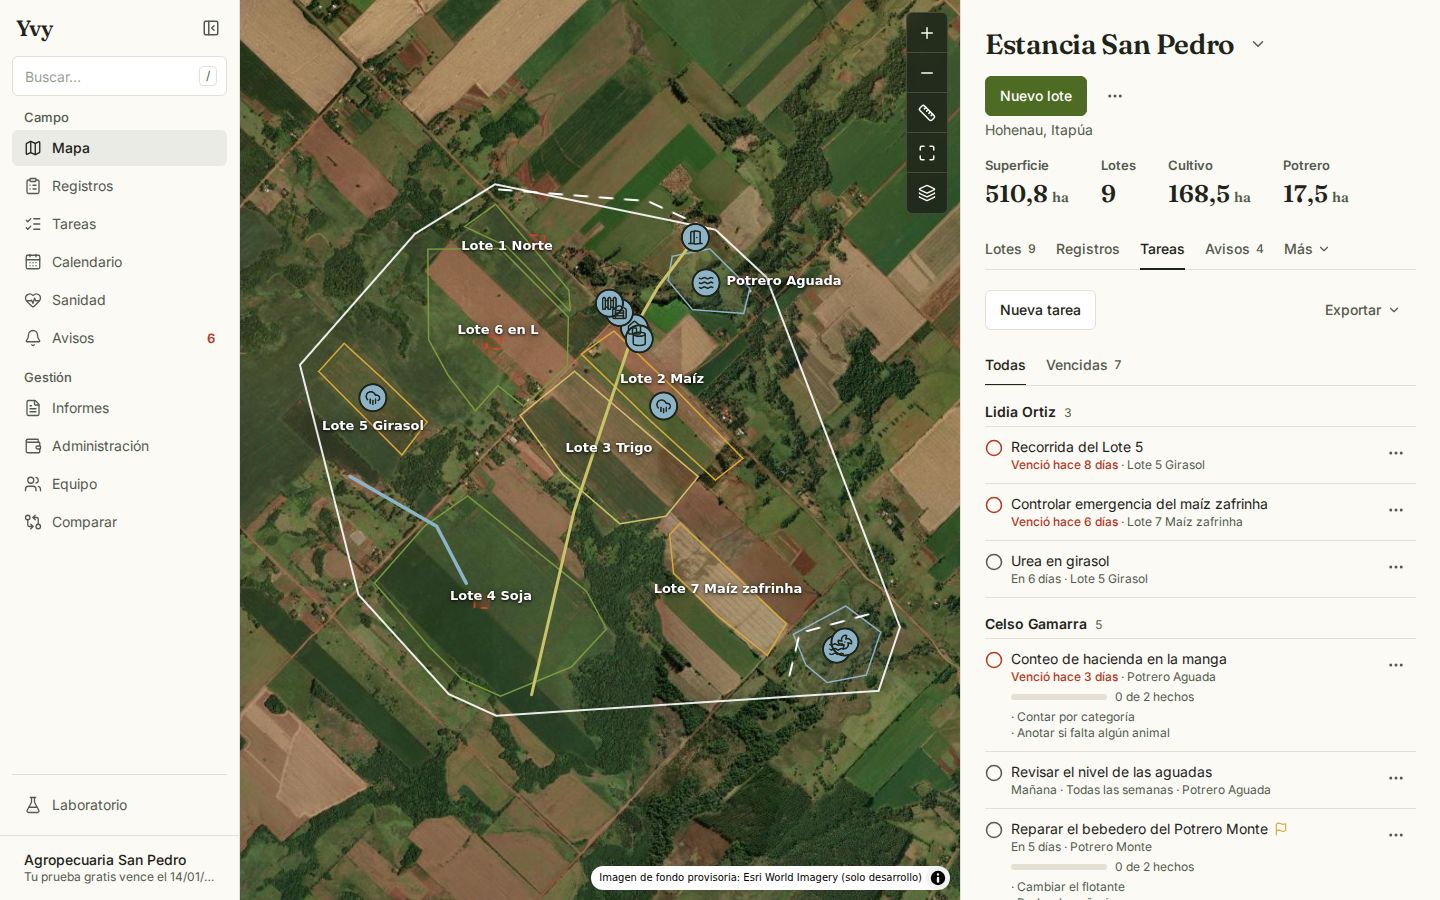 Yvy
Buscar...
/
Campo
Mapa
Registros
Tareas
Calendario
Sanidad
Avisos
6
Gestión
Informes
Administración
Equipo
Comparar
Laboratorio
Agropecuaria San Pedro
Tu prueba gratis vence el 14/01/...
Lote 1 Norte
Potrero Aguada
Lote 6 en L
Lote 2 Maíz
Lote 5 Girasol
Lote 3 Trigo
Lote 4 Soja
Lote 7 Maíz zafrinha
Imagen de fondo provisoria: Esri World Imagery (solo desarrollo)
Estancia San Pedro
Nuevo lote
Hohenau, Itapúa
Superficie Lotes Cultivo Potrero
510,8 ha 9 168,5 ha 17,5 ha
Lotes 9 Registros Tareas Avisos 4 Más
Nueva tarea
Exportar
Todas Vencidas 7
Lidia Ortiz 3
Recorrida del Lote 5
Venció hace 8 días · Lote 5 Girasol
Controlar emergencia del maíz zafrinha
Venció hace 6 días · Lote 7 Maíz zafrinha
Urea en girasol
En 6 días · Lote 5 Girasol
Celso Gamarra 5
Conteo de hacienda en la manga
Venció hace 3 días · Potrero Aguada
0 de 2 hechos
· Contar por categoría
· Anotar si falta algún animal
Revisar el nivel de las aguadas
Mañana · Todas las semanas · Potrero Aguada
Reparar el bebedero del Potrero Monte
En 5 días · Potrero Monte
0 de 2 hechos
· Cambiar el flotante